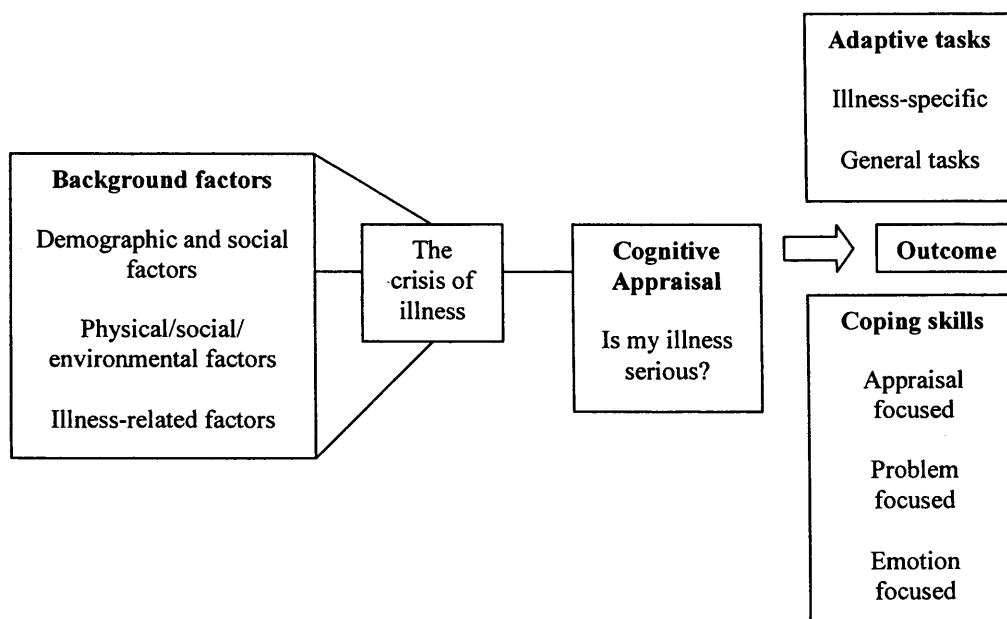 Background factors
Demographic and social
factors
Physical/social/
environmental factors
Illness-related factors
The
crisis of
illness
Cognitive
Appraisal
Is my illness
serious?
Adaptive tasks
Illness-specific
General tasks
Outcome
Coping skills
Appraisal
focused
Problem
focused
Emotion
focused